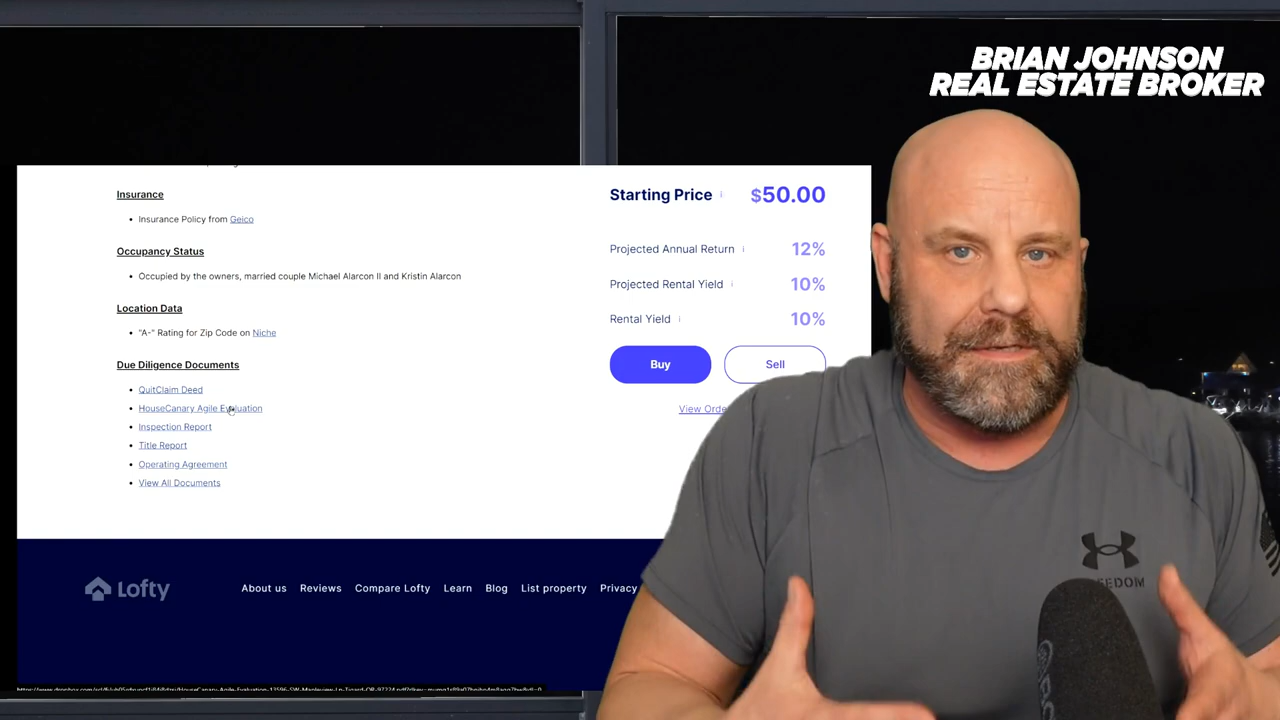 BRIAN JOHNSON
REAL ESTATE BROKER
Insurance
• Insurance Policy from Geico
Occupancy Status
• Occupied by the owners, married couple Michael Alarcon II and Kristin Alarcon
Location Data
• "A-" Rating for Zip Code on Niche
Due Diligence Documents
• QuitClaim Deed
• HouseCanary Agile Evaluation
• Inspection Report
• Title Report
• Operating Agreement
• View All Documents
Starting Price $50.00
Projected Annual Return 12%
Projected Rental Yield 10%
Rental Yield 10%
Buy Sell
View Orde
Lofty About us Reviews Compare Lofty Learn Blog List property Privacy
EEDOM